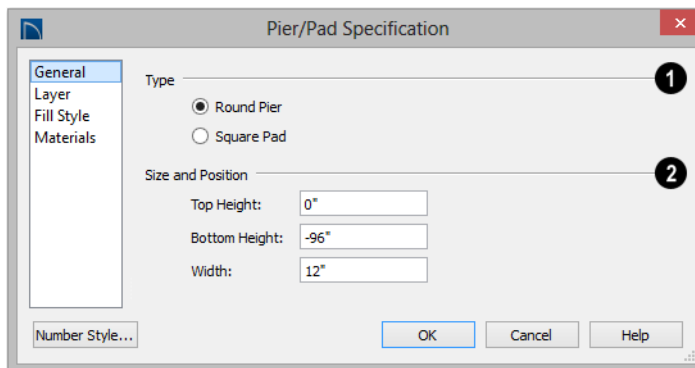 Pier/Pad Specification
General
Layer
Fill Style
Materials
Type
1
Round Pier
Square Pad
Size and Position
2
Top Height: 0"
Bottom Height: -96"
Width: 12"
Number Style...
OK
Cancel
Help